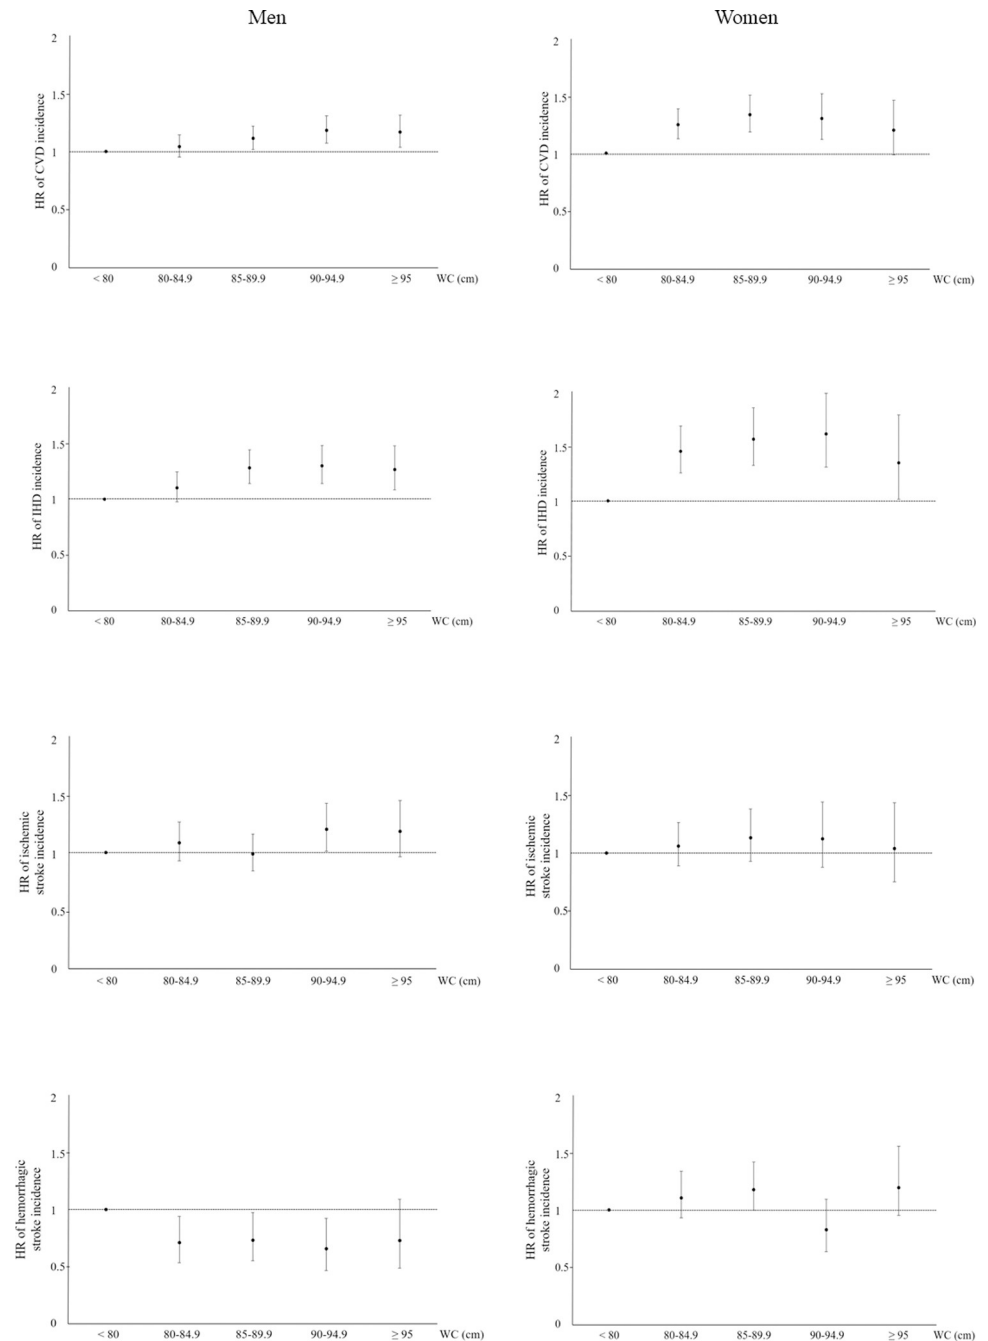 Men
Women
HR of CVD incidence
2
1.5
1
0.5
0
< 80 80-84.9 85-89.9 90-94.9 ≥ 95 WC (cm)
HR of CVD incidence
2
1.5
1
0.5
0
< 80 80-84.9 85-89.9 90-94.9 ≥ 95 WC (cm)
HR of IHD incidence
2
1.5
1
0.5
0
< 80 80-84.9 85-89.9 90-94.9 ≥ 95 WC (cm)
HR of IHD incidence
2
1.5
1
0.5
0
< 80 80-84.9 85-89.9 90-94.9 ≥ 95 WC (cm)
HR of ischemic
stroke incidence
2
1.5
1
0.5
0
< 80 80-84.9 85-89.9 90-94.9 ≥ 95 WC (cm)
HR of ischemic
stroke incidence
2
1.5
1
0.5
0
< 80 80-84.9 85-89.9 90-94.9 ≥ 95 WC (cm)
HR of hemorrhagic
stroke incidence
2
1.5
1
0.5
0
< 80 80-84.9 85-89.9 90-94.9 ≥ 95 WC (cm)
HR of hemorrhagic
stroke incidence
2
1.5
1
0.5
0
< 80 80-84.9 85-89.9 90-94.9 ≥ 95 WC (cm)